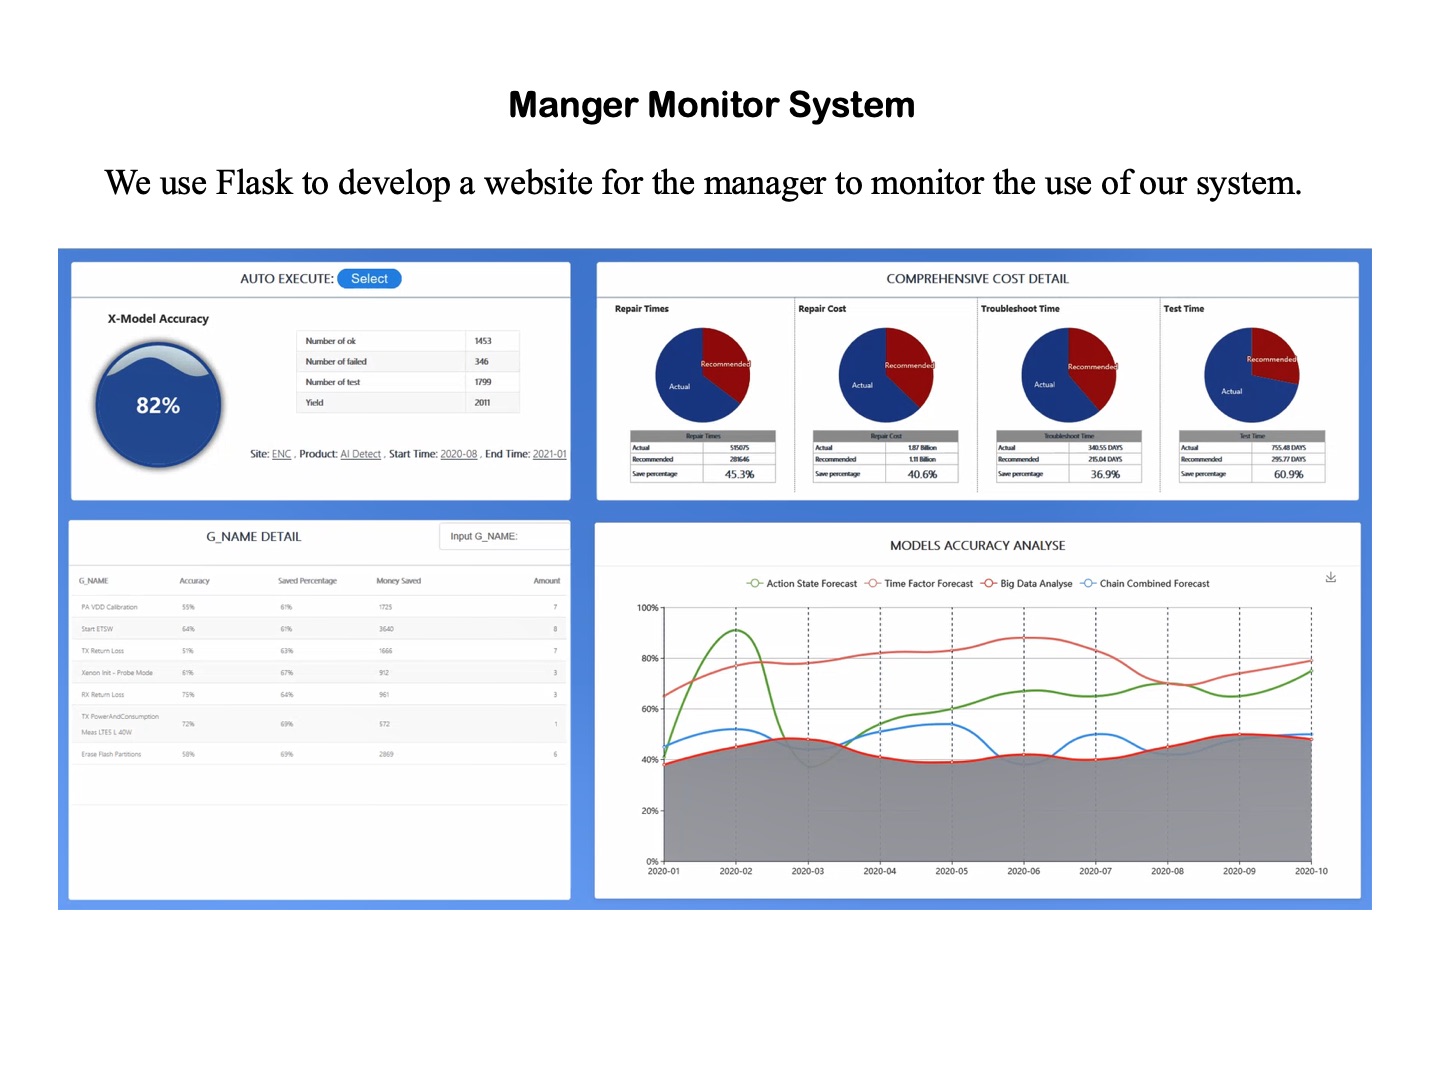 Manger Monitor System
We use Flask to develop a website for the manager to monitor the use of our system.
AUTO EXECUTE: Select
X-Model Accuracy
82%
Number of ok 1453
Number of failed 346
Number of test 1799
Yield 2011
Site: ENC , Product: AI Detect , Start Time: 2020-08 , End Time: 2021-01
COMPREHENSIVE COST DETAIL
Repair Times
Recommended
Actual
Repair Times
Actual 515075
Recommended 281646
Save percentage 45.3%
Repair Cost
Recommended
Actual
Repair Cost
Actual 1.87 Billion
Recommended 1.11 Billion
Save percentage 40.6%
Troubleshoot Time
Recommended
Actual
Troubleshoot Time
Actual 340.55 DAYS
Recommended 215.04 DAYS
Save percentage 36.9%
Test Time
Recommended
Actual
Test Time
Actual 755.48 DAYS
Recommended 295.77 DAYS
Save percentage 60.9%
G_NAME DETAIL
Input G_NAME:
G_NAME Accuracy Saved Percentage Money Saved Amount
PA VDD Calibration 55% 61% 1725 7
Start ETSW 64% 61% 3640 8
TX Return Loss 51% 63% 1666 7
Xenon Init - Probe Mode 61% 67% 912 3
RX Return Loss 75% 64% 961 3
TX PowerAndConsumption
Meas LTE5 L 40W 72% 69% 572 1
Erase Flash Partitions 58% 69% 2869 6
MODELS ACCURACY ANALYSE
Action State Forecast Time Factor Forecast Big Data Analyse Chain Combined Forecast
100%
80%
60%
40%
20%
0%
2020-01 2020-02 2020-03 2020-04 2020-05 2020-06 2020-07 2020-08 2020-09 2020-10